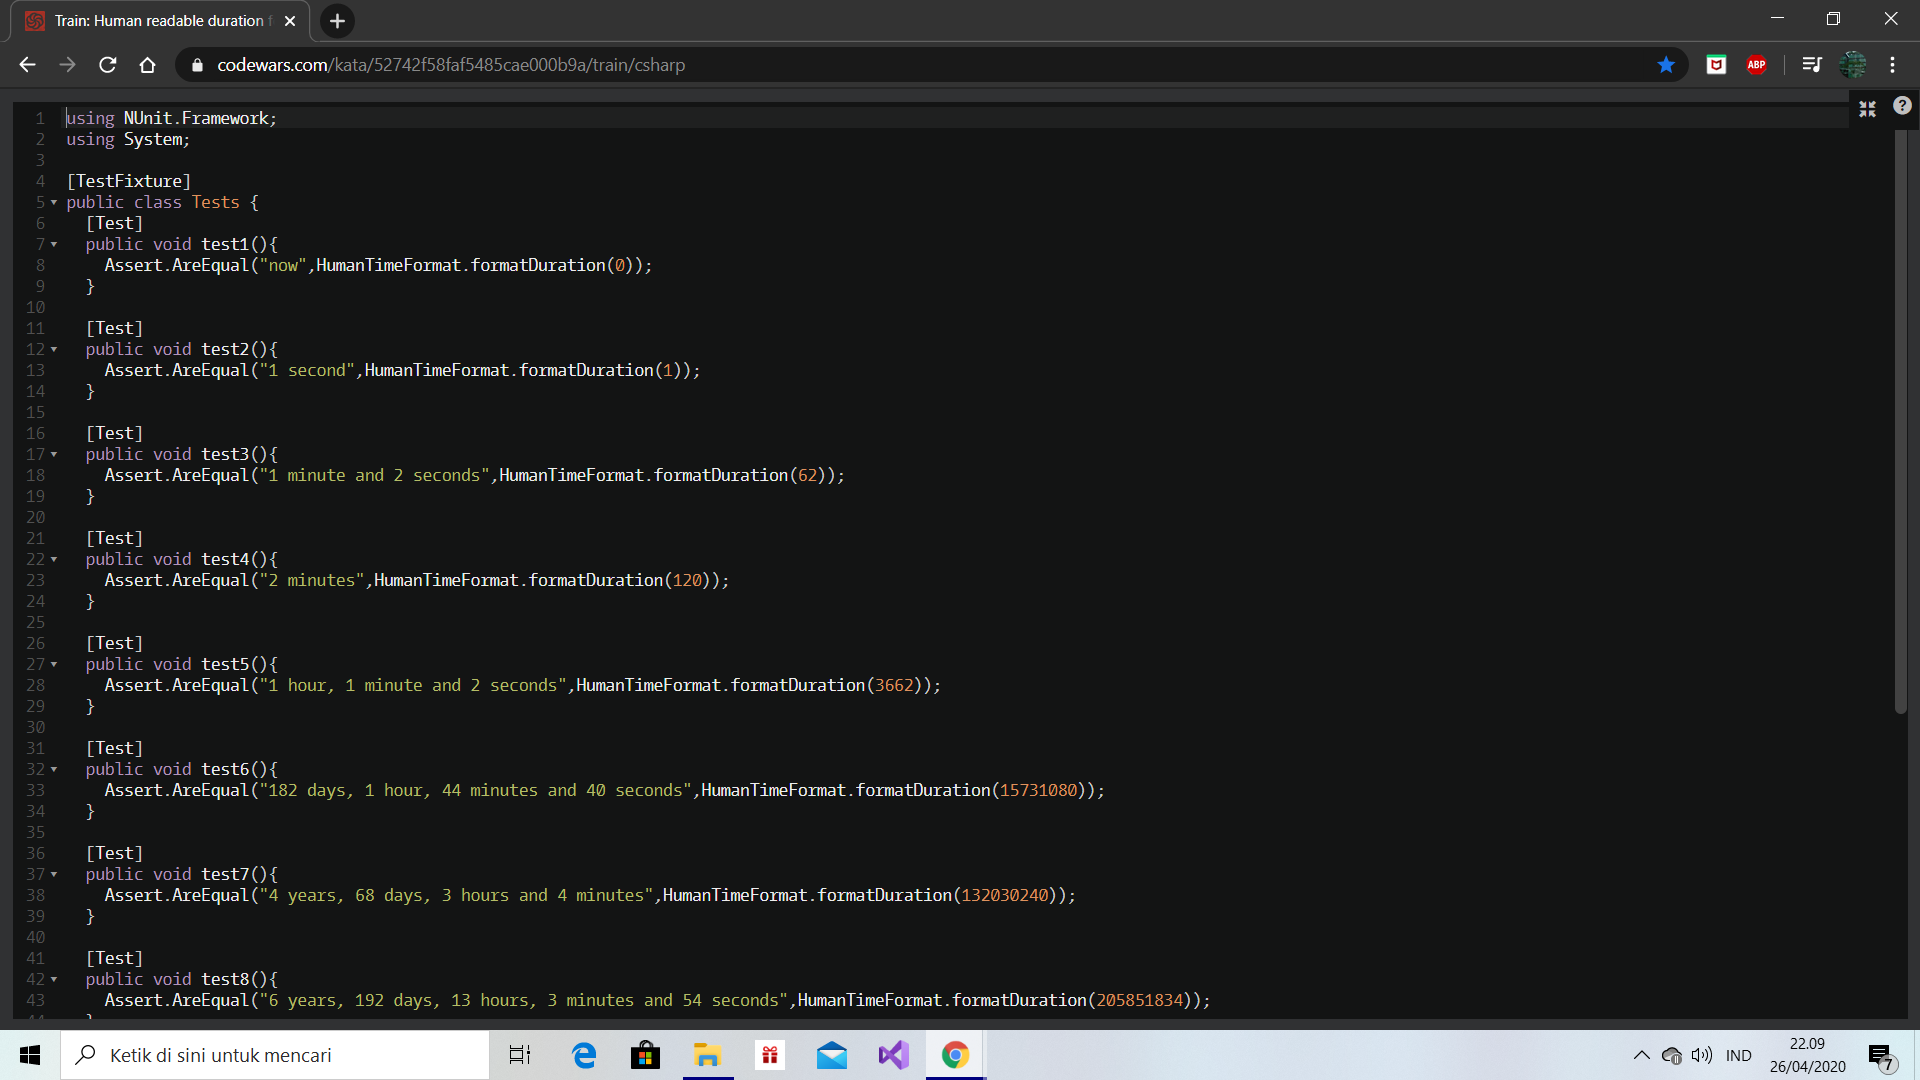 Train: Human readable duration f
codewars.com/kata/52742f58faf5485cae000b9a/train/csharp
ABP
1 using NUnit.Framework;
2 using System;
3
4 [TestFixture]
5 public class Tests {
6 [Test]
7 public void test1(){
8 Assert.AreEqual("now",HumanTimeFormat.formatDuration(0));
9 }
10
11 [Test]
12 public void test2(){
13 Assert.AreEqual("1 second",HumanTimeFormat.formatDuration(1));
14 }
15
16 [Test]
17 public void test3(){
18 Assert.AreEqual("1 minute and 2 seconds",HumanTimeFormat.formatDuration(62));
19 }
20
21 [Test]
22 public void test4(){
23 Assert.AreEqual("2 minutes",HumanTimeFormat.formatDuration(120));
24 }
25
26 [Test]
27 public void test5(){
28 Assert.AreEqual("1 hour, 1 minute and 2 seconds",HumanTimeFormat.formatDuration(3662));
29 }
30
31 [Test]
32 public void test6(){
33 Assert.AreEqual("182 days, 1 hour, 44 minutes and 40 seconds",HumanTimeFormat.formatDuration(15731080));
34 }
35
36 [Test]
37 public void test7(){
38 Assert.AreEqual("4 years, 68 days, 3 hours and 4 minutes",HumanTimeFormat.formatDuration(132030240));
39 }
40
41 [Test]
42 public void test8(){
43 Assert.AreEqual("6 years, 192 days, 13 hours, 3 minutes and 54 seconds",HumanTimeFormat.formatDuration(205851834));
44 }
Ketik di sini untuk mencari
IND
22.09
26/04/2020
7